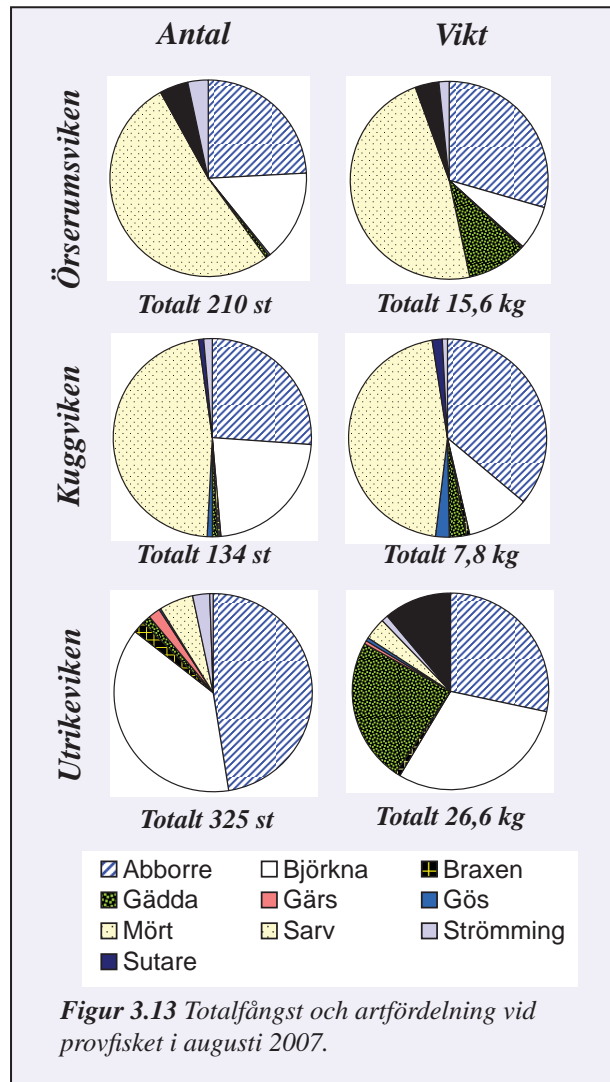 Antal Vikt
Örserumsviken
Totalt 210 st Totalt 15,6 kg
Kuggviken
Totalt 134 st Totalt 7,8 kg
Utrikeviken
Totalt 325 st Totalt 26,6 kg
Abborre Björkna Braxen
Gädda Gärs Gös
Mört Sarv Strömming
Sutare
Figur 3.13 Totalfångst och artfördelning vid
provfisket i augusti 2007.